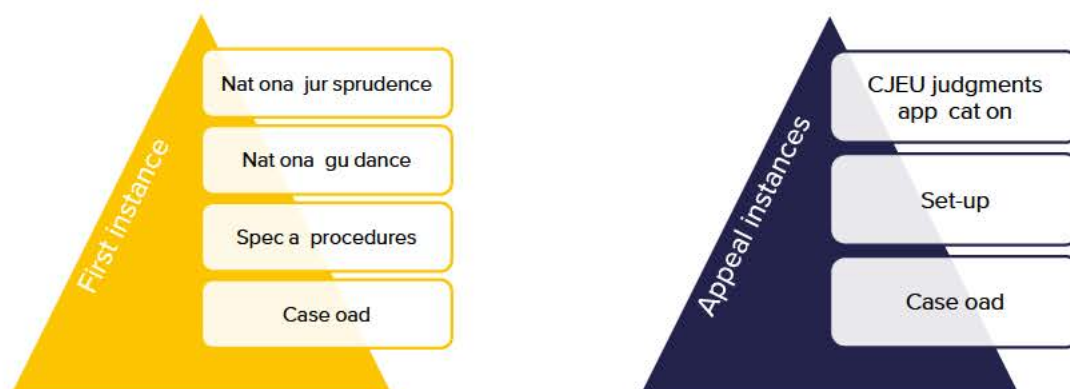 First instance
Nat ona jur sprudence
Nat ona gu dance
Spec a procedures
Case oad
Appeal instances
CJEU judgments
app cat on
Set-up
Case oad